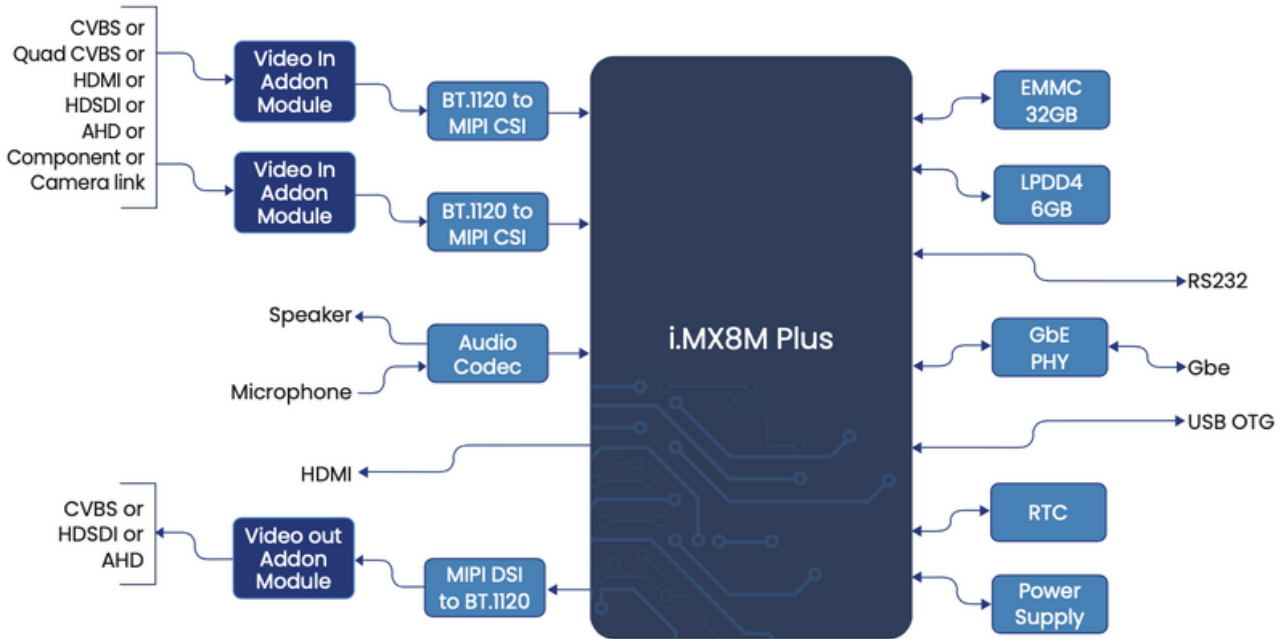 CVBS or
Quad CVBS or
HDMI or
HDSDI or
AHD or
Component or
Camera link
Video In
Addon
Module
BT.1120 to
MIPI CSI
Video In
Addon
Module
BT.1120 to
MIPI CSI
Speaker
Microphone
Audio
Codec
HDMI
CVBS or
HDSDI or
AHD
Video out
Addon
Module
MIPI DSI
to BT.1120
i.MX8M Plus
EMMC
32GB
LPDD4
6GB
RS232
GbE
PHY
Gbe
USB OTG
RTC
Power
Supply